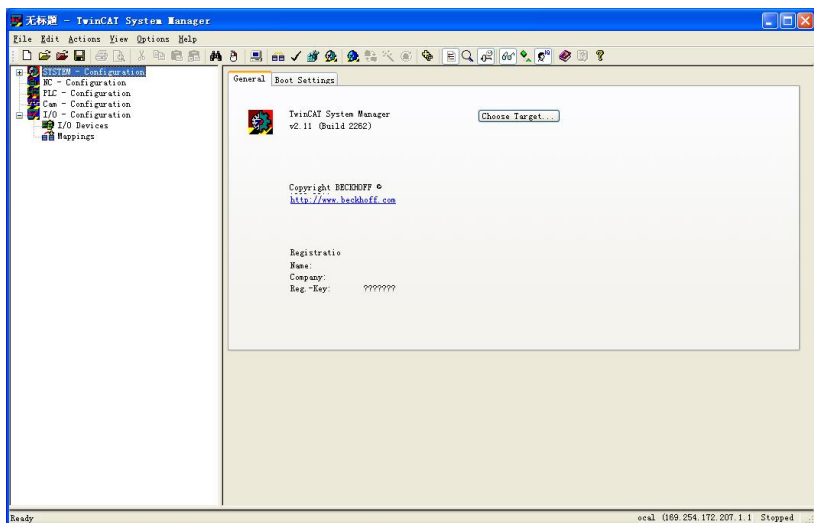 无标题 - TwinCAT System Manager
File Edit Actions View Options Help
SYSTEM - Configuration
NC - Configuration
PLC - Configuration
Cam - Configuration
I/O - Configuration
I/O Devices
Mappings
General Boot Settings
TwinCAT System Manager
v2.11 (Build 2262)
Choose Target...
Copyright BECKHOFF ©
http://www.beckhoff.com
Registratio
Name:
Company:
Reg.-Key: ???????
Ready
ocal (169.254.172.207.1.1 Stopped